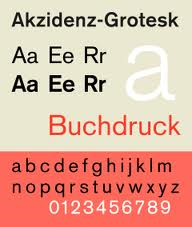 Akzidenz-Grotesk
Aa Ee Rr
Aa Ee Rr
a
Buchdruck
abcdefghijklm
nopqrstuvwxyz
0123456789